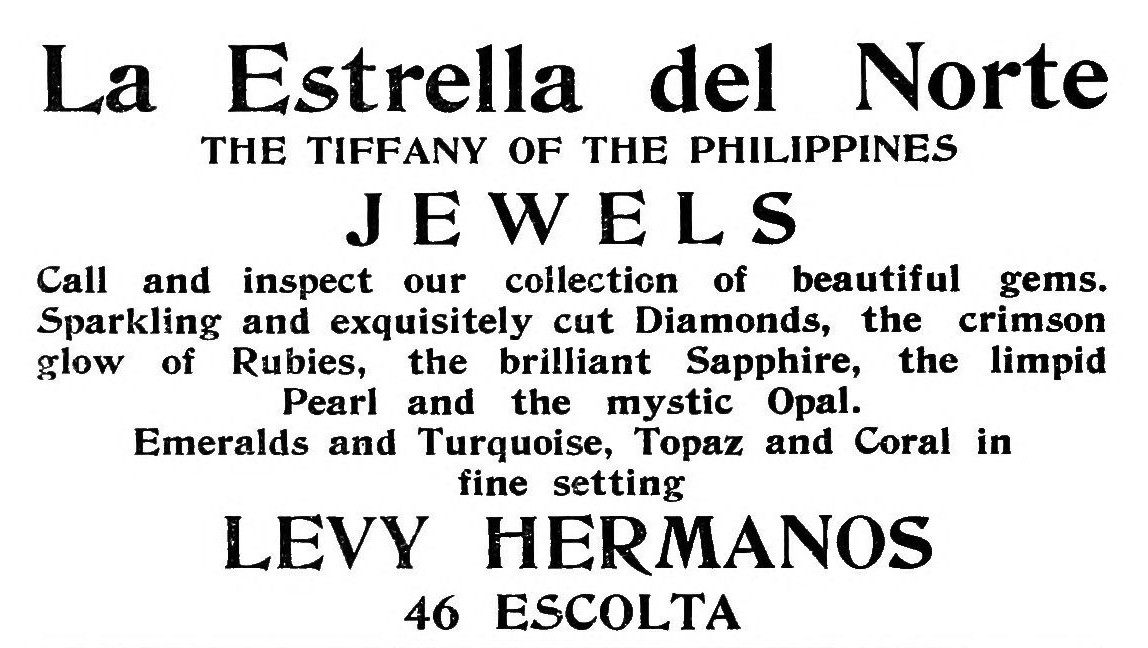 La Estrella del Norte
THE TIFFANY OF THE PHILIPPINES
JEWELS
Call and inspect our collection of beautiful gems.
Sparkling and exquisitely cut Diamonds, the crimson
glow of Rubies, the brilliant Sapphire, the limpid
Pearl and the mystic Opal.
Emeralds and Turquoise, Topaz and Coral in
fine setting
LEVY HERMANOS
46 ESCOLTA